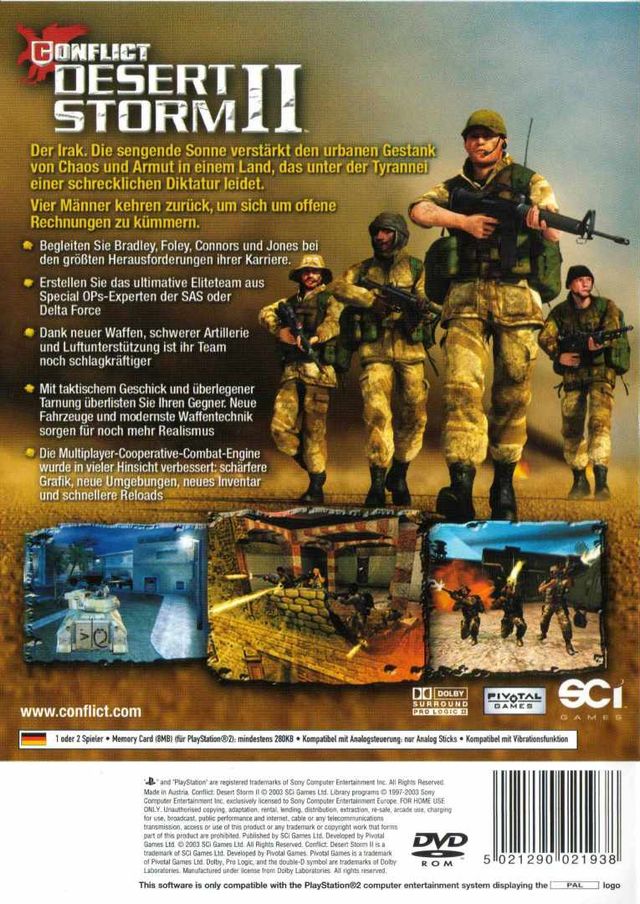 CONFLICT
DESERT
STORM II
Der Irak. Die sengende Sonne verstärkt den urbanen Gestank
von Chaos und Armut in einem Land, das unter der Tyrannei
einer schrecklichen Diktatur leidet.
Vier Männer kehren zurück, um sich um offene
Rechnungen zu kümmern.
Begleiten Sie Bradley, Foley, Connors und Jones bei
den größten Herausforderungen ihrer Karriere.
Erstellen Sie das ultimative Eliteteam aus
Special OPs-Experten der SAS oder
Delta Force
Dank neuer Waffen, schwerer Artillerie
und Luftunterstützung ist ihr Team
noch schlagkräftiger
Mit taktischem Geschick und überlegener
Tarnung überlisten Sie Ihren Gegner. Neue
Fahrzeuge und modernste Waffentechnik
sorgen für noch mehr Realismus
Die Multiplayer-Cooperative-Combat-Engine
wurde in vieler Hinsicht verbessert: schärfere
Grafik, neue Umgebungen, neues Inventar
und schnellere Reloads
www.conflict.com
DOLBY
SURROUND
PRO LOGIC II
PIVOTAL
GAMES
SCi
GAMES
1 oder 2 Spieler • Memory Card (8MB) (für PlayStation®2): mindestens 280KB • Kompatibel mit Analogsteuerung: nur Analog Sticks • Kompatibel mit Vibrationsfunktion
" and "PlayStation" are registered trademarks of Sony Computer Entertainment Inc. All Rights Reserved.
Made in Austria. Conflict: Desert Storm II © 2003 SCi Games Ltd. Library programs © 1997-2003 Sony
Computer Entertainment Inc. exclusively licensed to Sony Computer Entertainment Europe. FOR HOME USE
ONLY. Unauthorised copying, adaptation, rental, lending, distribution, extraction, re-sale, arcade use, charging
for use, broadcast, public performance and internet, cable or any telecommunications
transmission, access or use of this product or any trademark or copyright work that forms
part of this product are prohibited. Published by SCi Games Ltd. Developed by Pivotal
Games Ltd. © 2003 SCi Games Ltd. All Rights Reserved. Conflict: Desert Storm II is a
trademark of SCi Games Ltd. Developed by Pivotal Games. Pivotal Games is a trademark
of Pivotal Games Ltd. Dolby, Pro Logic, and the double-D symbol are trademarks of Dolby
Laboratories. Manufactured under license from Dolby Laboratories. All rights reserved.
DVD
ROM
5 021290 021938
This software is only compatible with the PlayStation®2 computer entertainment system displaying the PAL logo